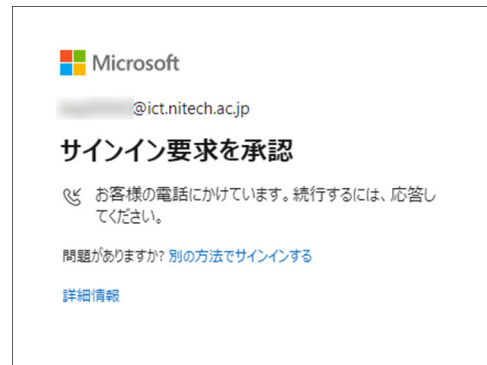 Microsoft
@ict.nitech.ac.jp
サインイン要求を承認
お客様の電話にかけています。続行するには、応答し
てください。
問題がありますか? 別の方法でサインインする
詳細情報